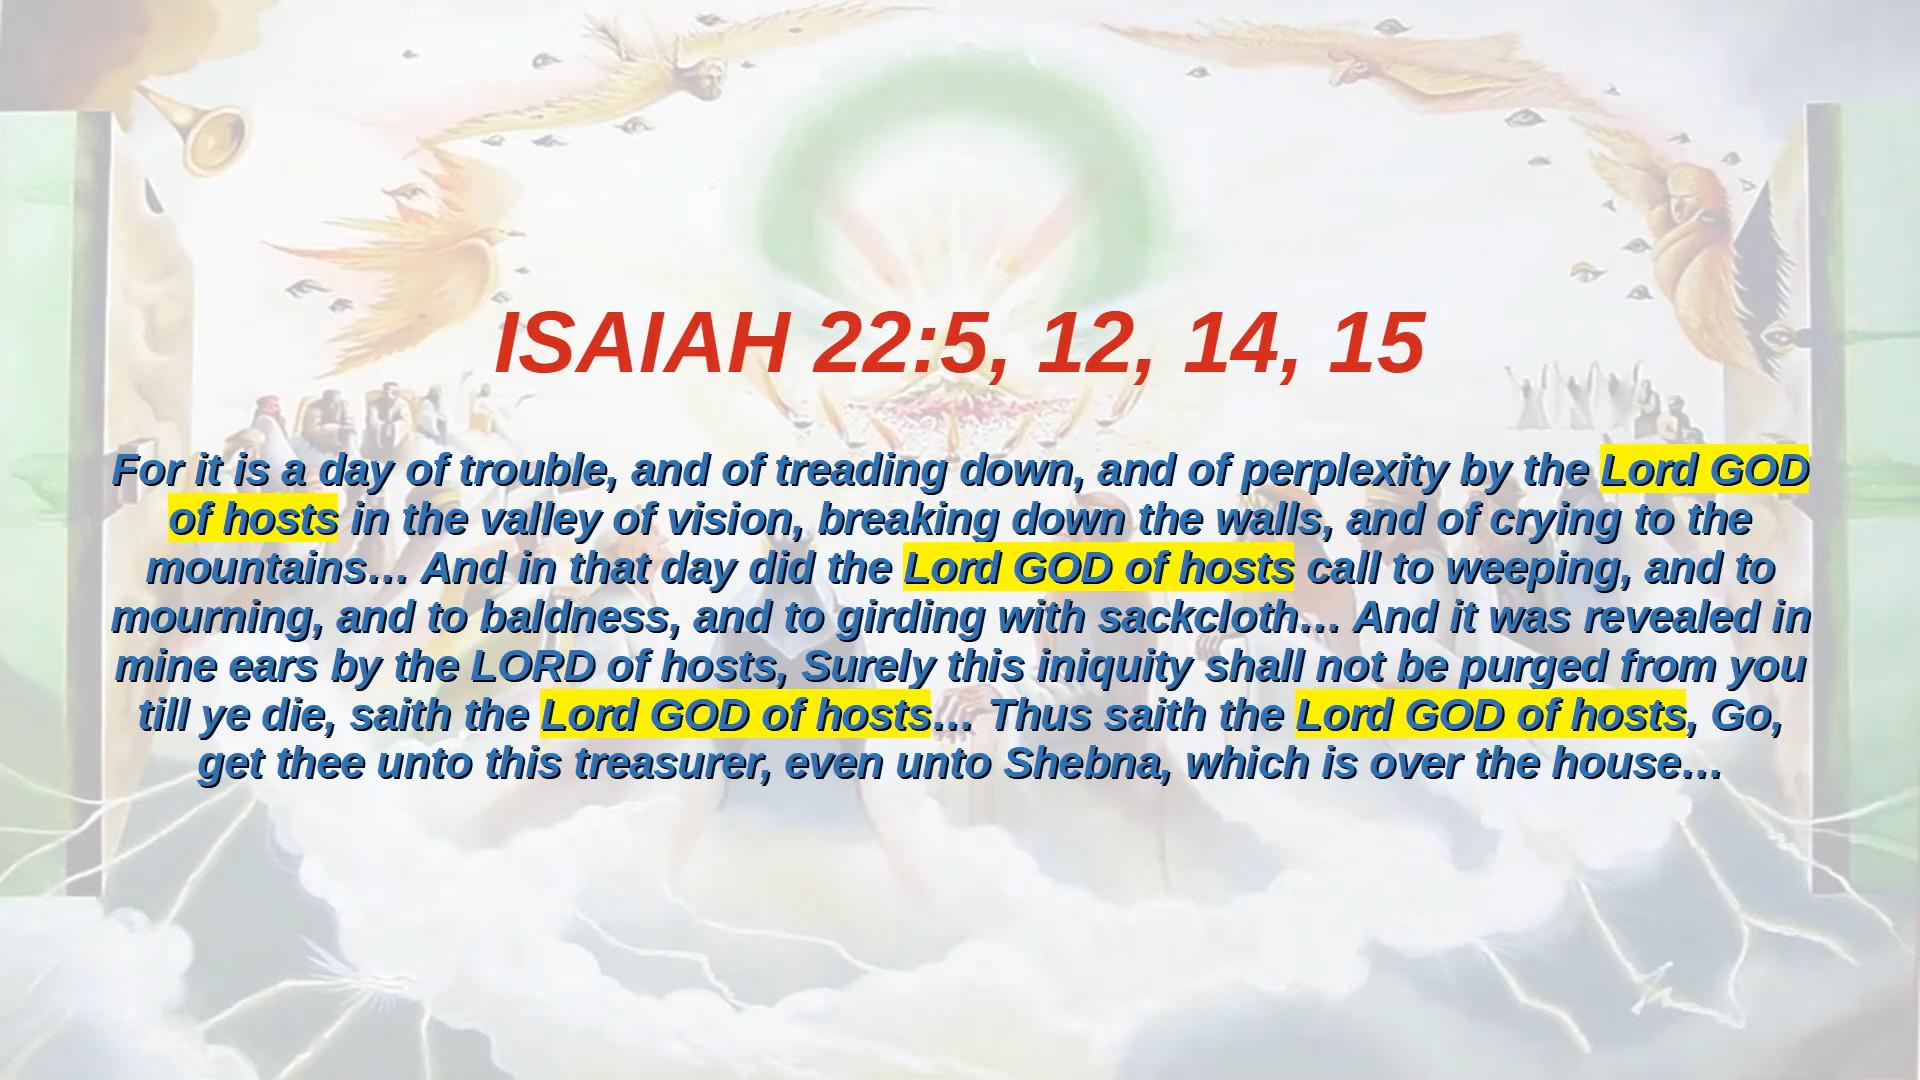 ISAIAH 22:5, 12, 14, 15
For it is a day of trouble, and of treading down, and of perplexity by the Lord GOD
of hosts in the valley of vision, breaking down the walls, and of crying to the
mountains… And in that day did the Lord GOD of hosts call to weeping, and to
mourning, and to baldness, and to girding with sackcloth… And it was revealed in
mine ears by the LORD of hosts, Surely this iniquity shall not be purged from you
till ye die, saith the Lord GOD of hosts… Thus saith the Lord GOD of hosts, Go,
get thee unto this treasurer, even unto Shebna, which is over the house…